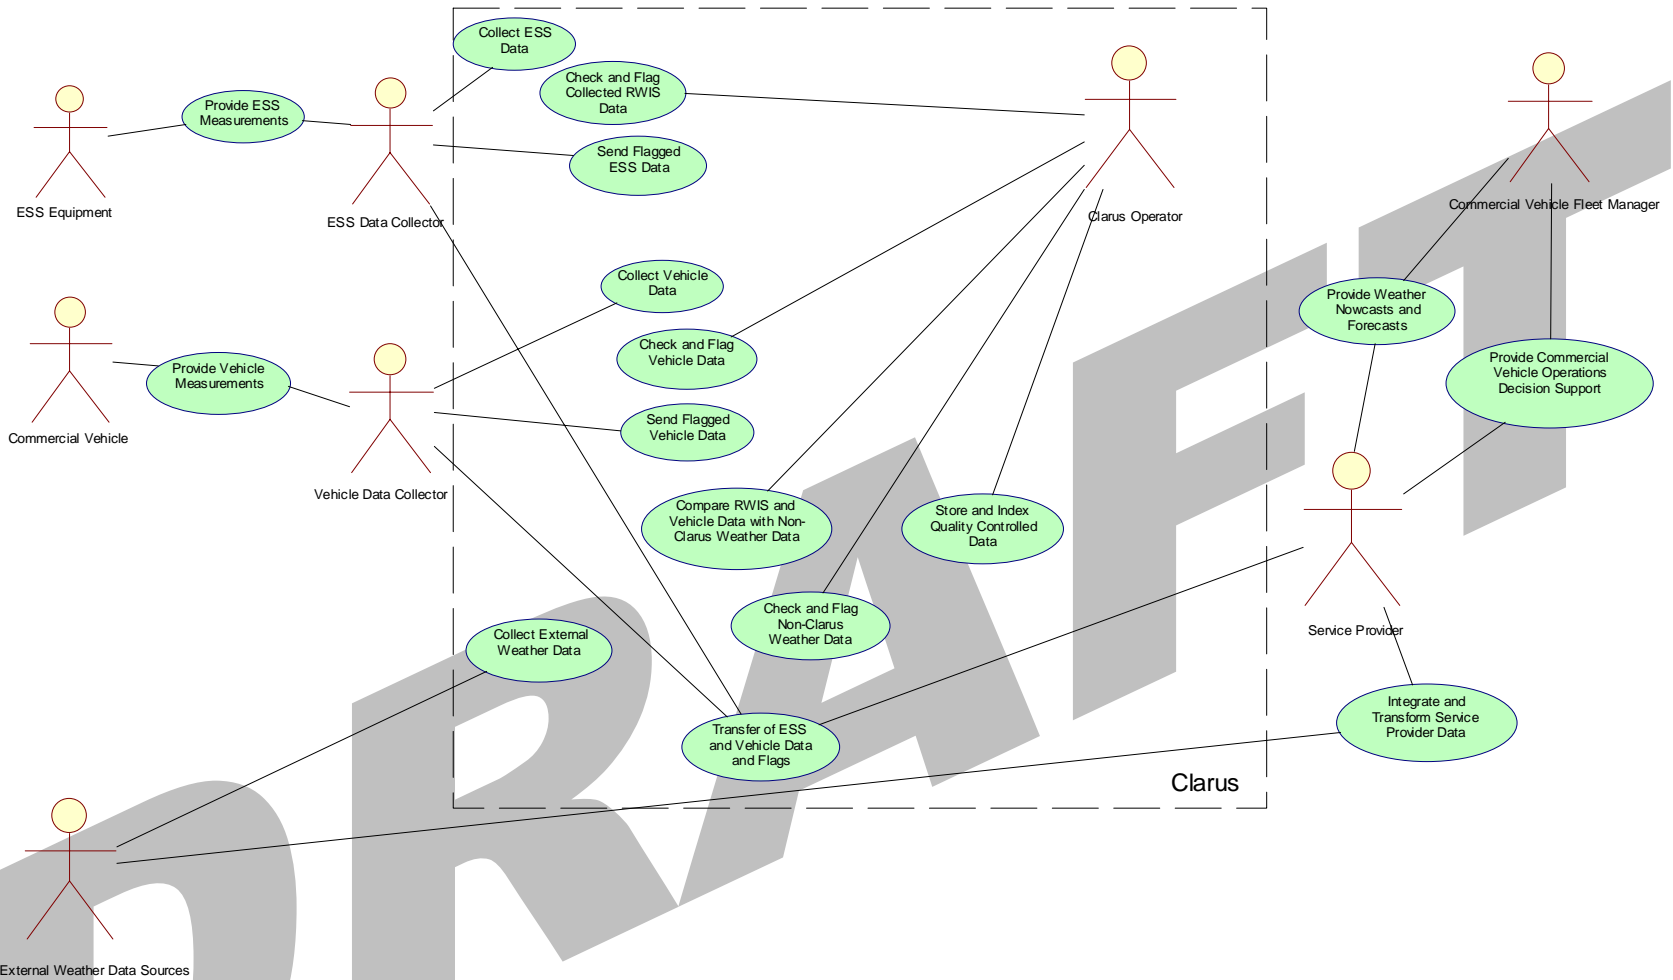 Collect ESS
Data
Check and Flag
Collected RWIS
Data
Provide ESS
Measurements
Send Flagged
ESS Data
ESS Equipment
ESS Data Collector
Clarus Operator
Commercial Vehicle Fleet Manager
Collect Vehicle
Data
Provide Weather
Nowcasts and
Forecasts
Check and Flag
Vehicle Data
Provide Commercial
Vehicle Operations
Decision Support
Provide Vehicle
Measurements
Send Flagged
Vehicle Data
Commercial Vehicle
Vehicle Data Collector
Compare RWIS and
Vehicle Data with Non-
Clarus Weather Data
Store and Index
Quality Controlled
Data
Check and Flag
Non-Clarus
Weather Data
Service Provider
Collect External
Weather Data
Integrate and
Transform Service
Provider Data
Transfer of ESS
and Vehicle Data
and Flags
Clarus
External Weather Data Sources
DRAFT